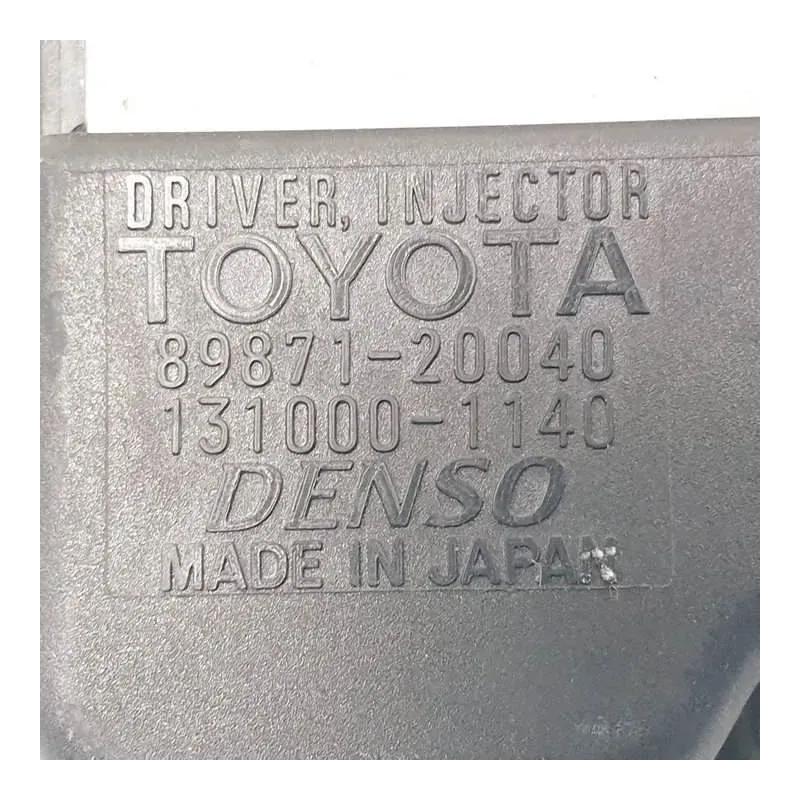 DRIVER, INJECTOR
TOYOTA
89871-20040
131000-1140
DENSO
MADE IN JAPAN